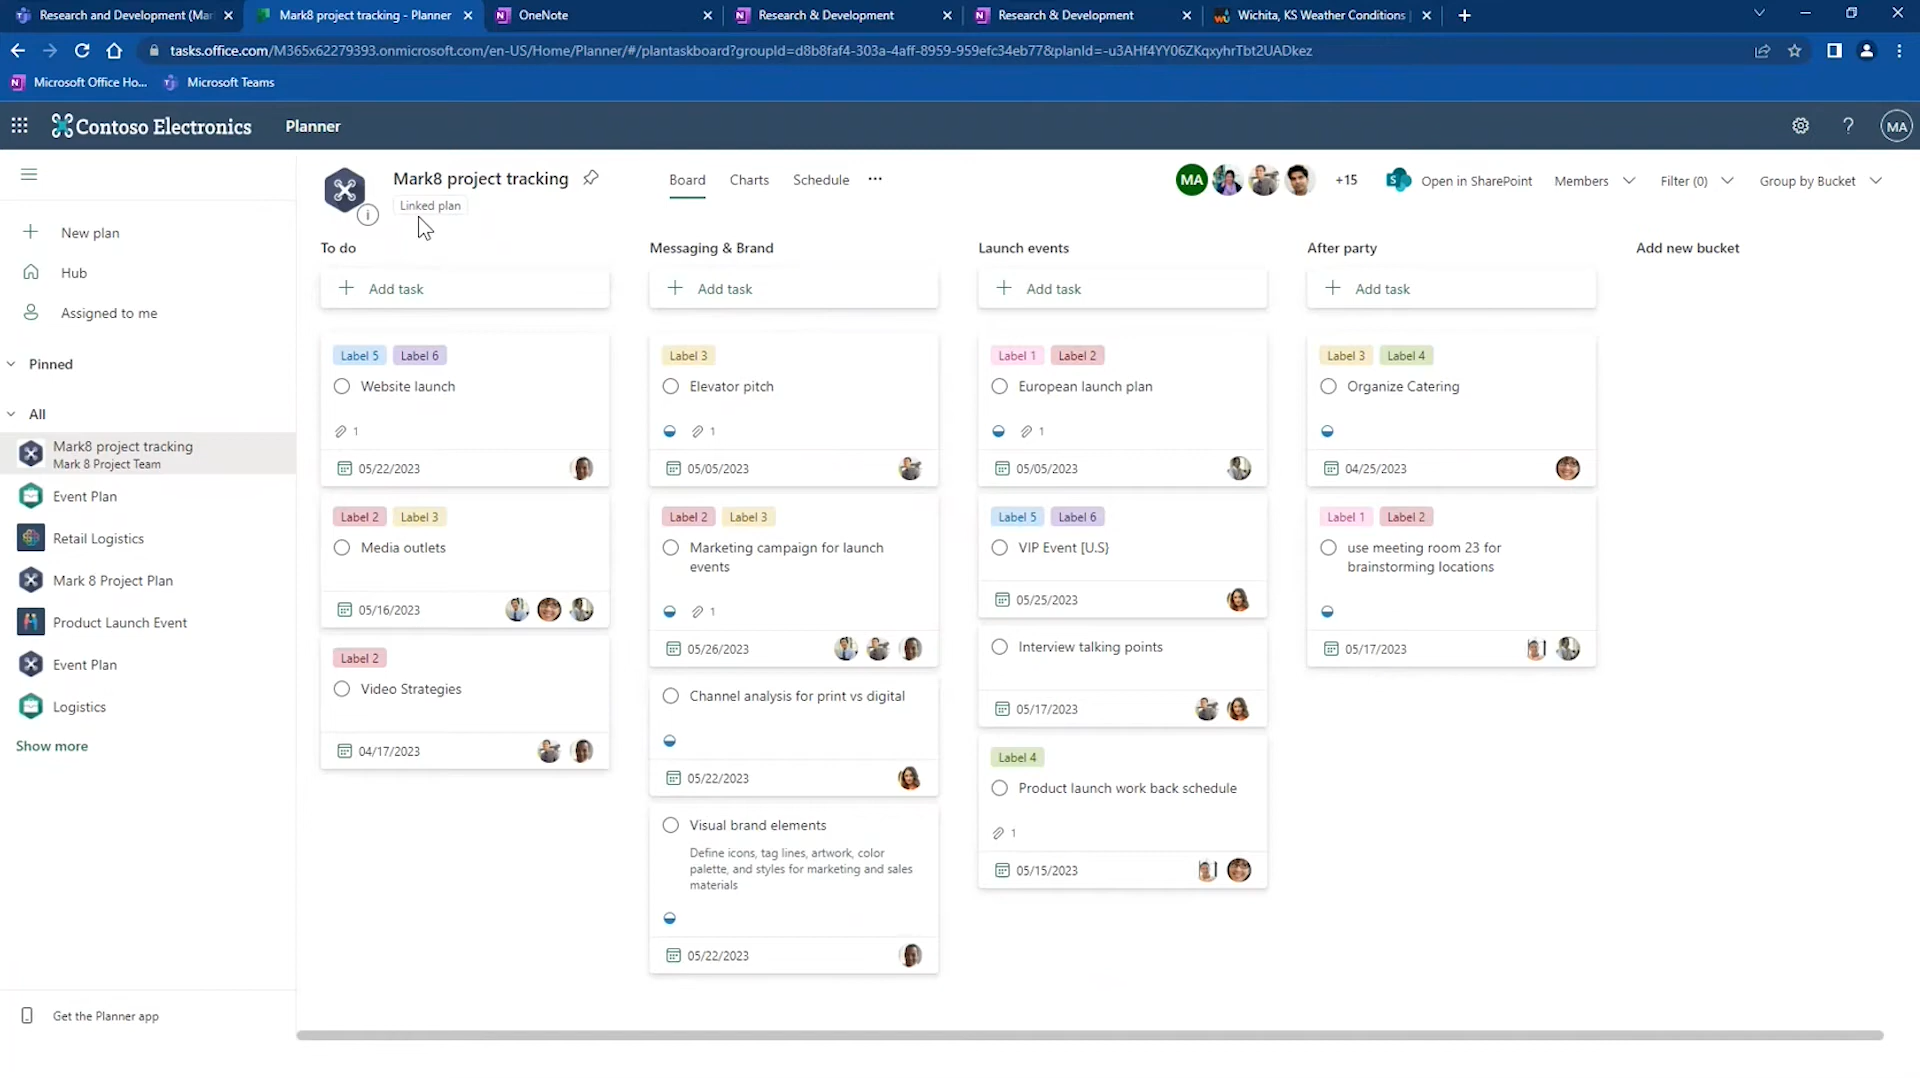 Research and Development (Mar
Mark8 project tracking - Planner
OneNote
Research & Development
Research & Development
Wichita, KS Weather Conditions
tasks.office.com/M365x62279393.onmicrosoft.com/en-US/Home/Planner/#/plantaskboard?groupId=d8b8faf4-303a-4aff-8959-959efc34eb77&planId=-u3AHf4YY06ZKqxyhrTbt2UADkez
Microsoft Office Ho...
Microsoft Teams
Contoso Electronics
Planner
?
MA
Mark8 project tracking
Linked plan
Board
Charts
Schedule
...
MA
+15
Open in SharePoint
Members
Filter (0)
Group by Bucket
New plan
Hub
Assigned to me
Pinned
All
Mark8 project tracking
Mark 8 Project Team
Event Plan
Retail Logistics
Mark 8 Project Plan
Product Launch Event
Event Plan
Logistics
Show more
Get the Planner app
To do
Add task
Label 5 Label 6
Website launch
1
05/22/2023
Label 2 Label 3
Media outlets
05/16/2023
Label 2
Video Strategies
04/17/2023
Messaging & Brand
Add task
Label 3
Elevator pitch
1
05/05/2023
Label 2 Label 3
Marketing campaign for launch
events
1
05/26/2023
Channel analysis for print vs digital
05/22/2023
Visual brand elements
Define icons, tag lines, artwork, color
palette, and styles for marketing and sales
materials
05/22/2023
Launch events
Add task
Label 1 Label 2
European launch plan
1
05/05/2023
Label 5 Label 6
VIP Event [U.S}
05/25/2023
Interview talking points
05/17/2023
Label 4
Product launch work back schedule
1
05/15/2023
After party
Add task
Label 3 Label 4
Organize Catering
04/25/2023
Label 1 Label 2
use meeting room 23 for
brainstorming locations
05/17/2023
Add new bucket